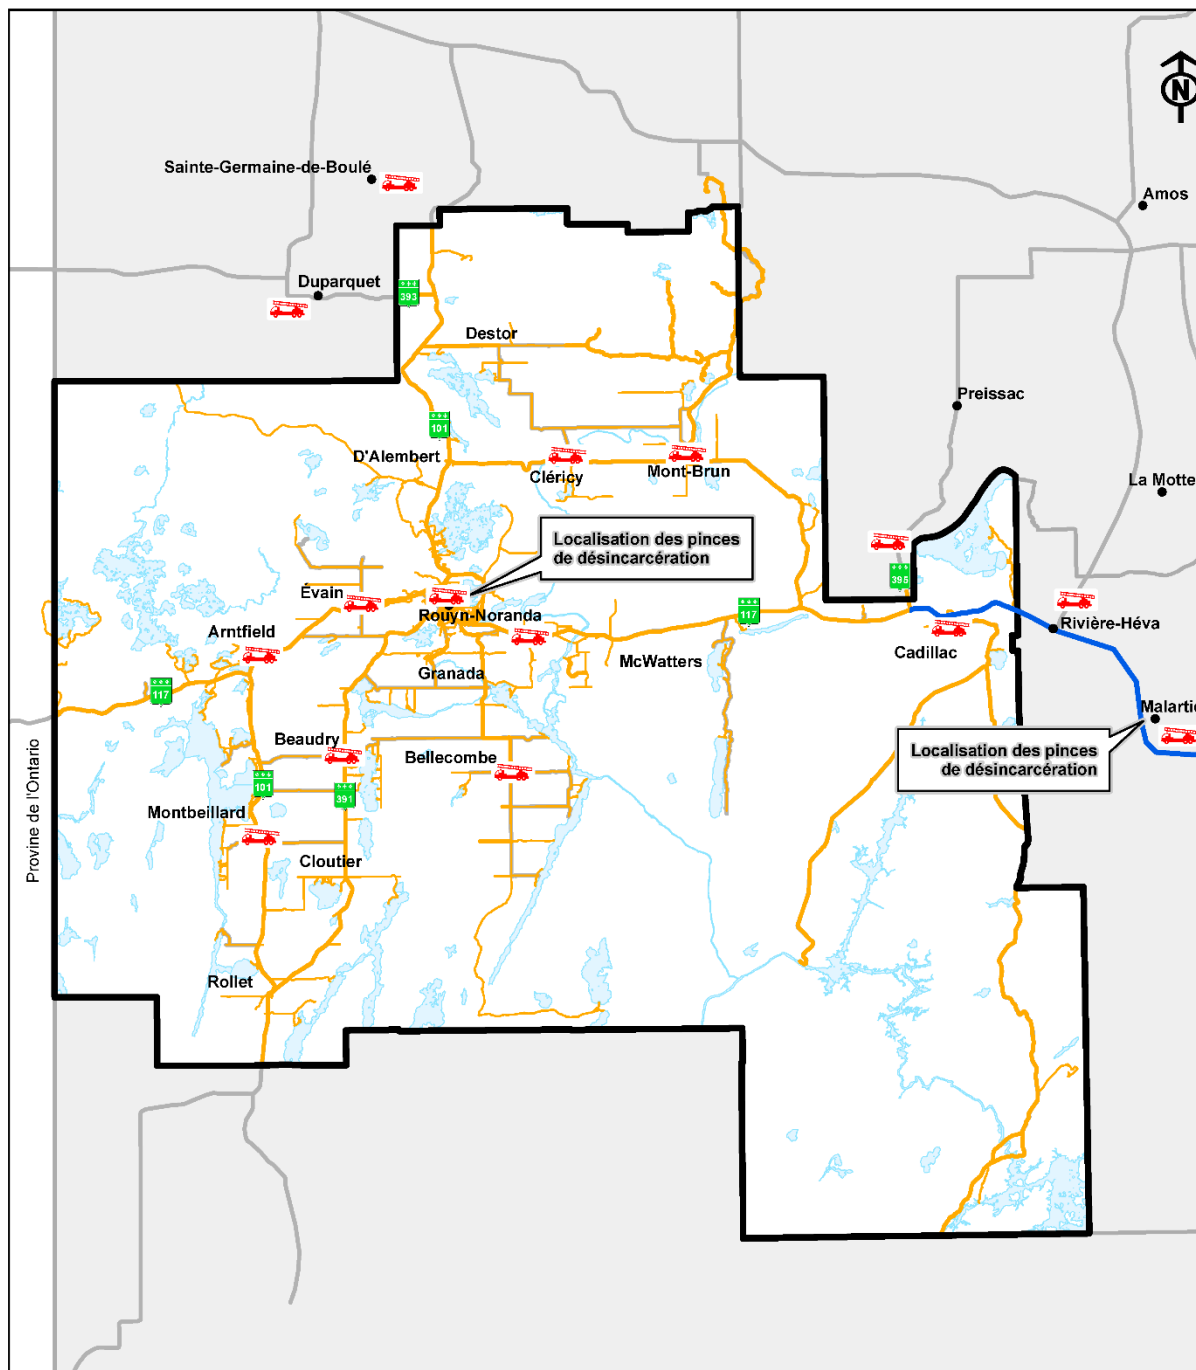 N
Sainte-Germaine-de-Boulé
Amos
Duparquet
393
Destor
Preissac
101
D'Alembert
Cléricy
Mont-Brun
La Motte
Localisation des pinces
de désincarcération
395
Évain
Rouyn-Noranda
117
Rivière-Héva
Arntfield
McWatters
Cadillac
Granada
117
Malartic
Beaudry
Bellecombe
Localisation des pinces
de désincarcération
101
391
Montbeillard
Provine de l'Ontario
Cloutier
Rollet